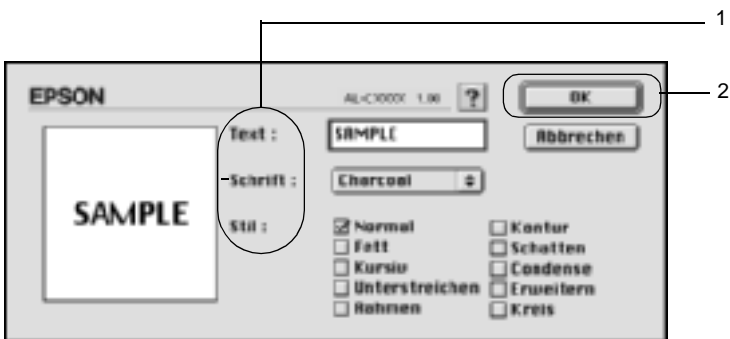 1
EPSON AL-CXXXX 1.00 ? OK 2
Text : SAMPLE Abbrechen
Schrift : Charcoal
SAMPLE
Stil : Normal Kontur
Fett Schatten
Kursiv Condense
Unterstreichen Erweitern
Rahmen Kreis